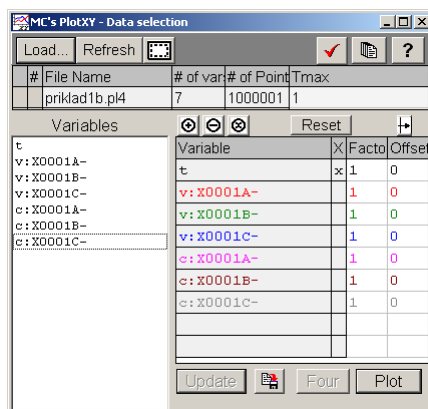 MC's PlotXY - Data selection
Load... Refresh ?
# File Name # of var: # of Point Tmax
priklad1b.pl4 7 1000001 1
Variables Reset
t
v:X0001A-
v:X0001B-
v:X0001C-
c:X0001A-
c:X0001B-
c:X0001C-
Variable X Facto Offset
t x 1 0
v:X0001A- 1 0
v:X0001B- 1 0
v:X0001C- 1 0
c:X0001A- 1 0
c:X0001B- 1 0
c:X0001C- 1 0
Update Four Plot